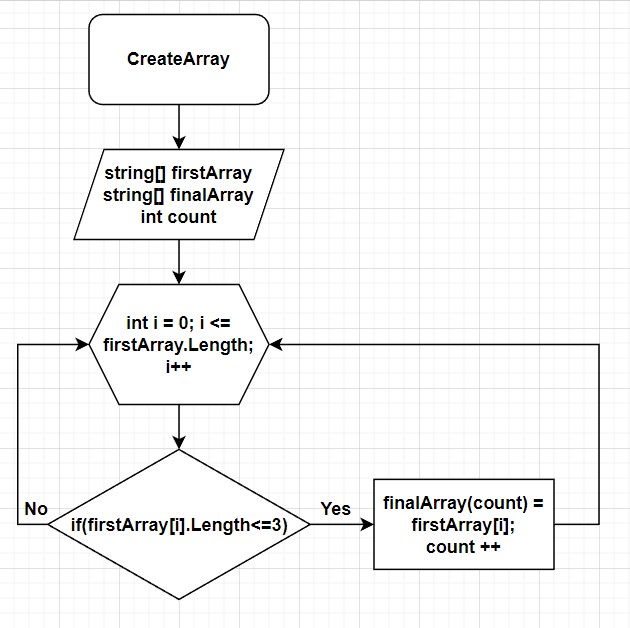 CreateArray
string[] firstArray
string[] finalArray
int count
int i = 0; i <=
firstArray.Length;
i++
No
if(firstArray[i].Length<=3)
Yes
finalArray(count) =
firstArray[i];
count ++